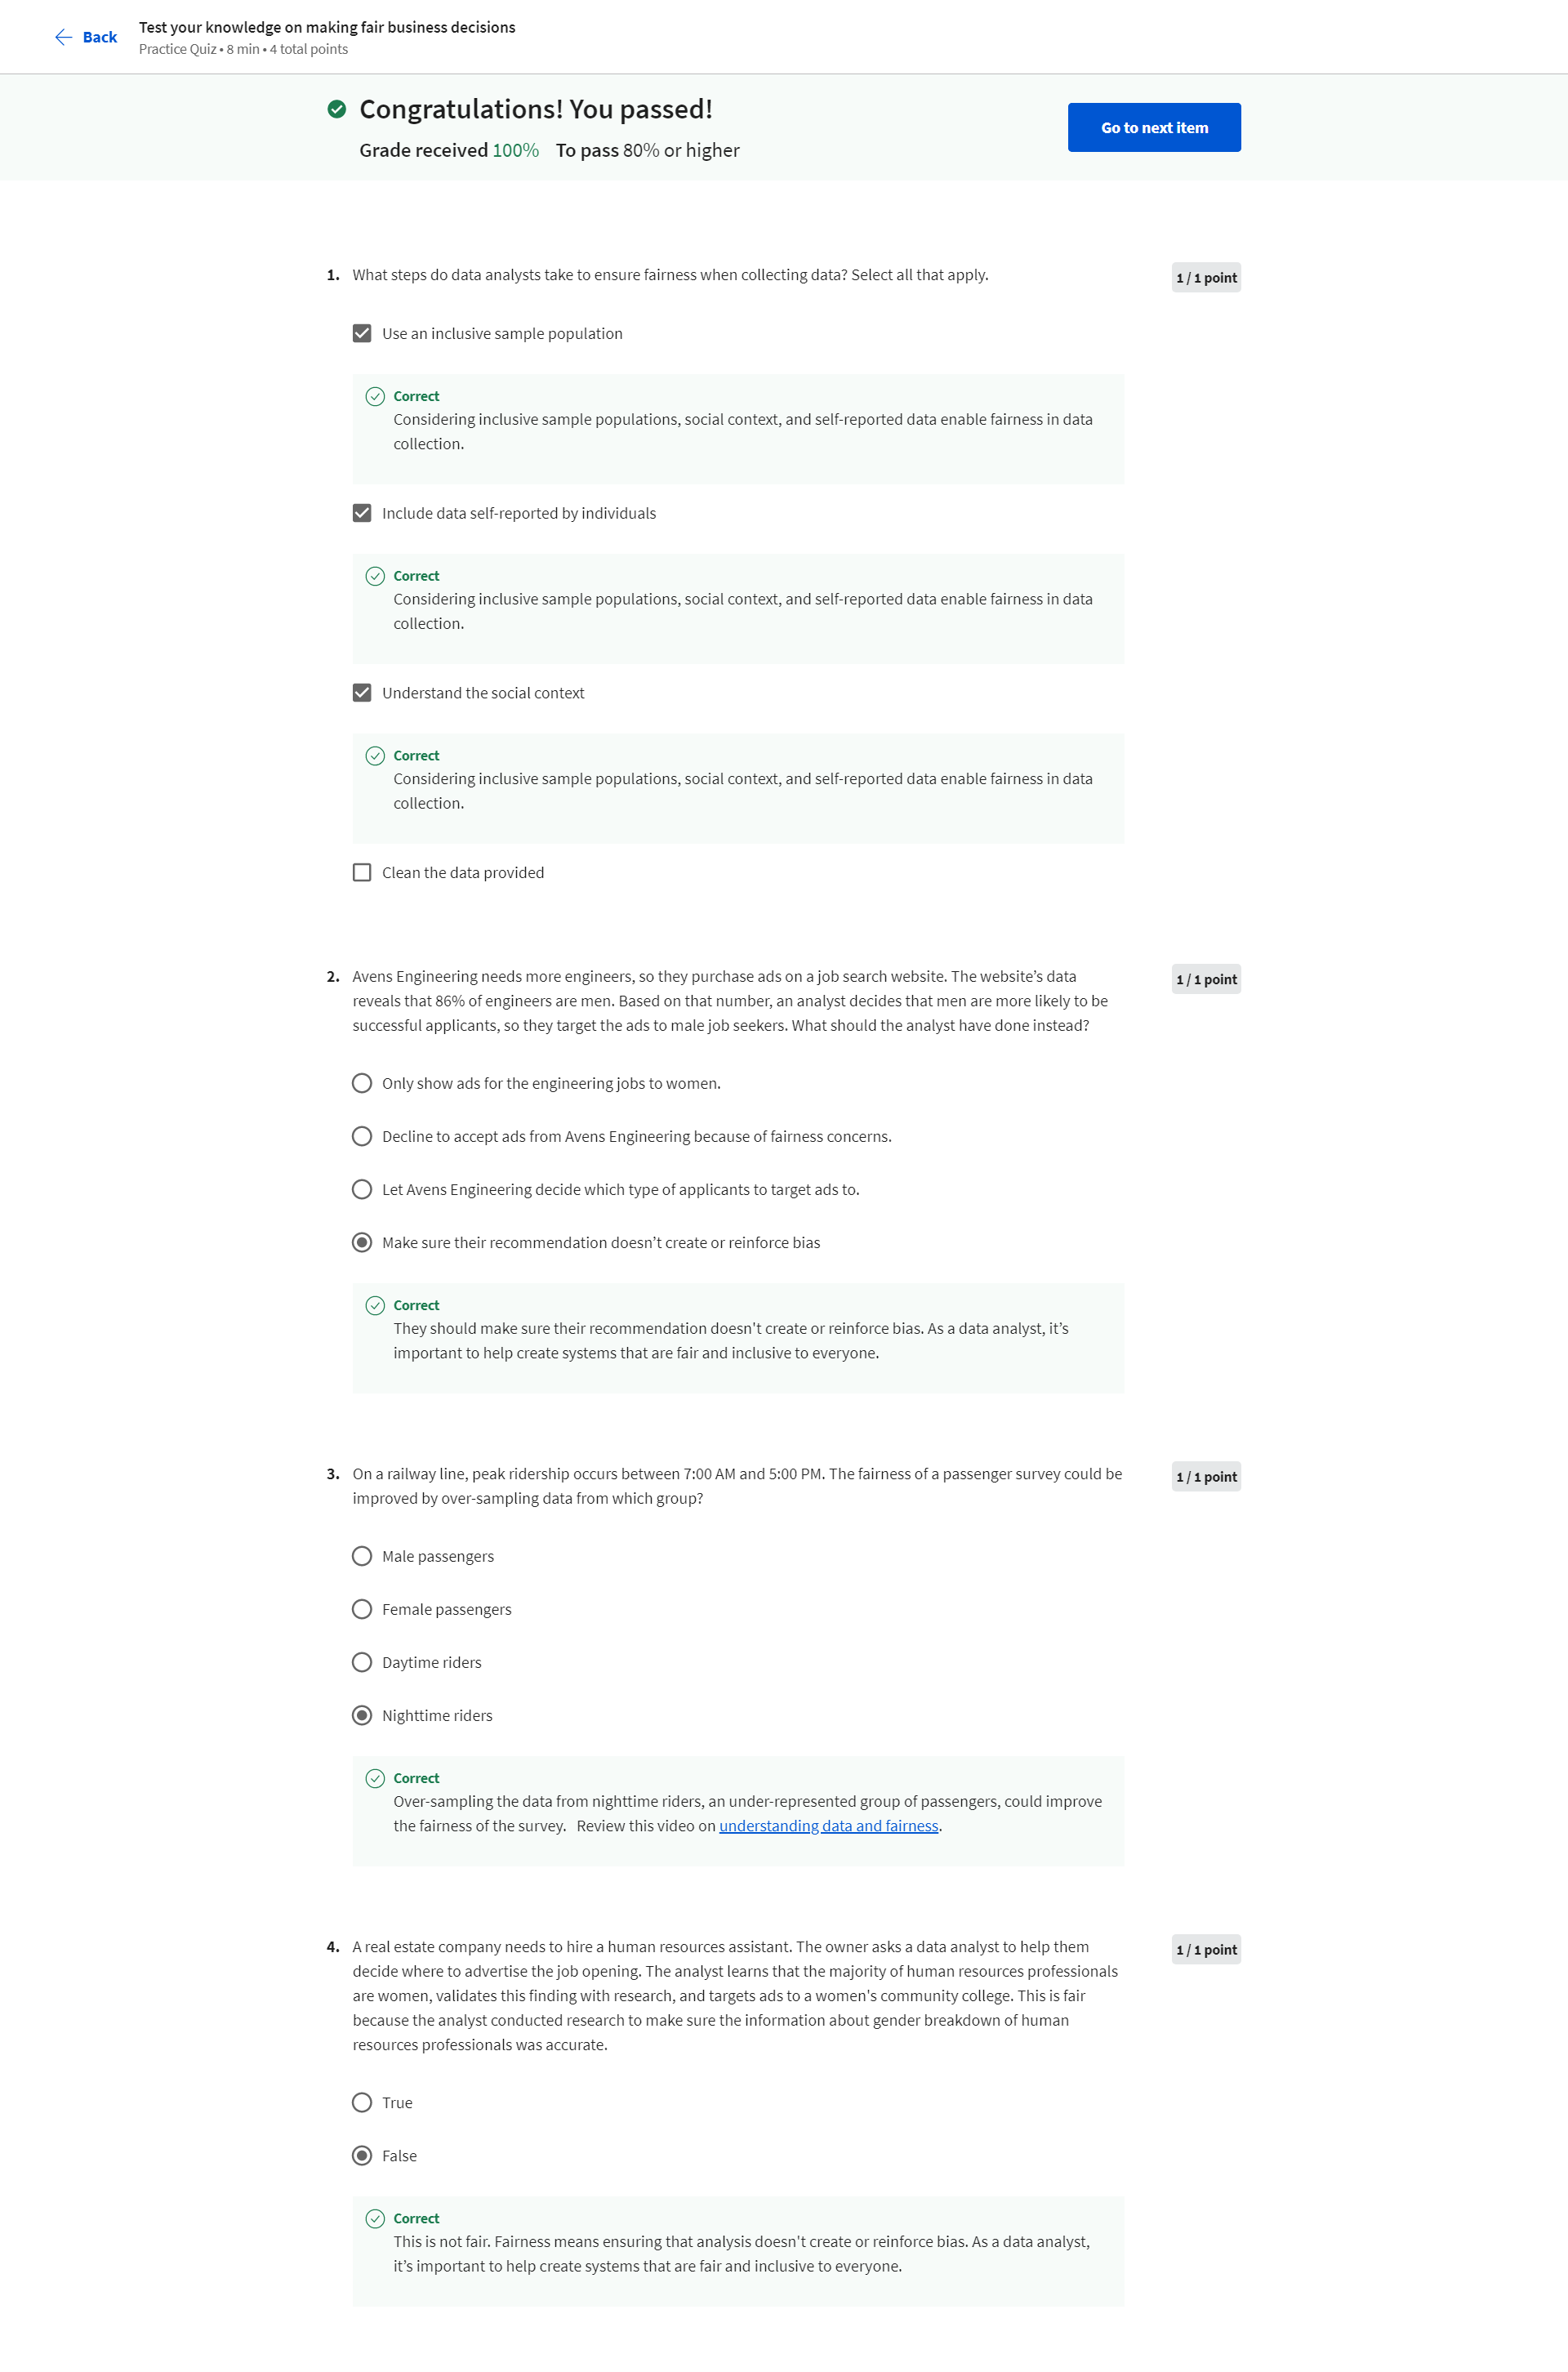 Back
Test your knowledge on making fair business decisions
Practice Quiz • 8 min • 4 total points
Congratulations! You passed!
Grade received 100% To pass 80% or higher
Go to next item
1. What steps do data analysts take to ensure fairness when collecting data? Select all that apply.
1 / 1 point
Use an inclusive sample population
Correct
Considering inclusive sample populations, social context, and self-reported data enable fairness in data
collection.
Include data self-reported by individuals
Correct
Considering inclusive sample populations, social context, and self-reported data enable fairness in data
collection.
Understand the social context
Correct
Considering inclusive sample populations, social context, and self-reported data enable fairness in data
collection.
Clean the data provided
2. Avens Engineering needs more engineers, so they purchase ads on a job search website. The website’s data
reveals that 86% of engineers are men. Based on that number, an analyst decides that men are more likely to be
successful applicants, so they target the ads to male job seekers. What should the analyst have done instead?
1 / 1 point
Only show ads for the engineering jobs to women.
Decline to accept ads from Avens Engineering because of fairness concerns.
Let Avens Engineering decide which type of applicants to target ads to.
Make sure their recommendation doesn’t create or reinforce bias
Correct
They should make sure their recommendation doesn't create or reinforce bias. As a data analyst, it’s
important to help create systems that are fair and inclusive to everyone.
3. On a railway line, peak ridership occurs between 7:00 AM and 5:00 PM. The fairness of a passenger survey could be
improved by over-sampling data from which group?
1 / 1 point
Male passengers
Female passengers
Daytime riders
Nighttime riders
Correct
Over-sampling the data from nighttime riders, an under-represented group of passengers, could improve
the fairness of the survey. Review this video on understanding data and fairness.
4. A real estate company needs to hire a human resources assistant. The owner asks a data analyst to help them
decide where to advertise the job opening. The analyst learns that the majority of human resources professionals
are women, validates this finding with research, and targets ads to a women's community college. This is fair
because the analyst conducted research to make sure the information about gender breakdown of human
resources professionals was accurate.
1 / 1 point
True
False
Correct
This is not fair. Fairness means ensuring that analysis doesn't create or reinforce bias. As a data analyst,
it’s important to help create systems that are fair and inclusive to everyone.